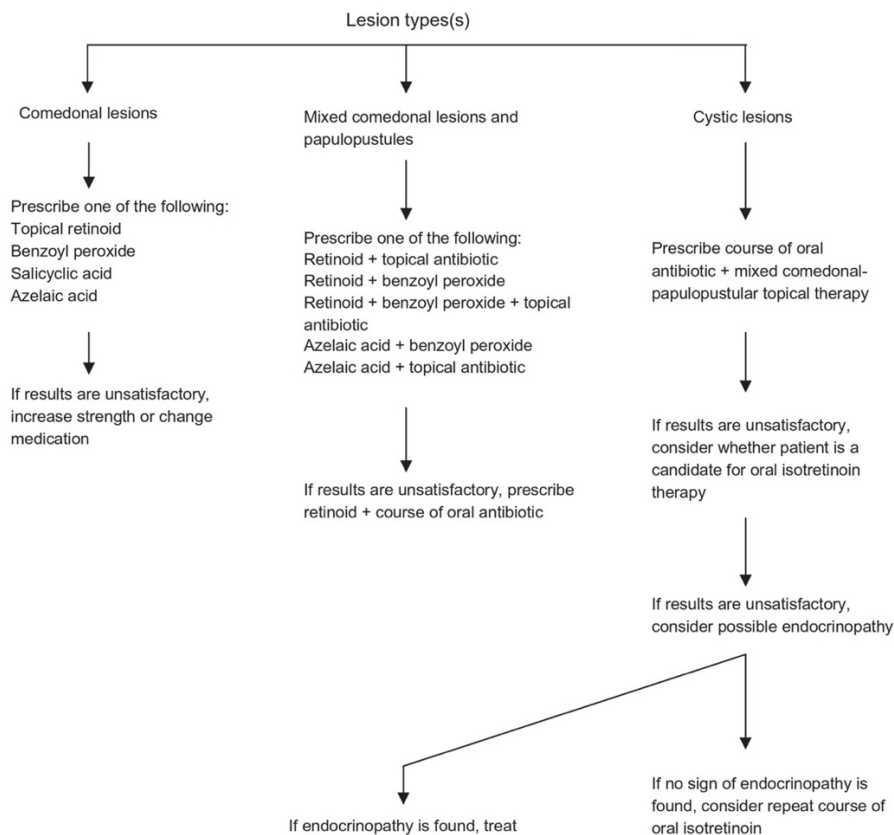 Lesion types(s)
Comedonal lesions
Prescribe one of the following:
Topical retinoid
Benzoyl peroxide
Salicyclic acid
Azelaic acid
If results are unsatisfactory,
increase strength or change
medication
Mixed comedonal lesions and
papulopustules
Prescribe one of the following:
Retinoid + topical antibiotic
Retinoid + benzoyl peroxide
Retinoid + benzoyl peroxide + topical
antibiotic
Azelaic acid + benzoyl peroxide
Azelaic acid + topical antibiotic
If results are unsatisfactory, prescribe
retinoid + course of oral antibiotic
Cystic lesions
Prescribe course of oral
antibiotic + mixed comedonal-
papulopustular topical therapy
If results are unsatisfactory,
consider whether patient is a
candidate for oral isotretinoin
therapy
If results are unsatisfactory,
consider possible endocrinopathy
If endocrinopathy is found, treat
If no sign of endocrinopathy is
found, consider repeat course of
oral isotretinoin